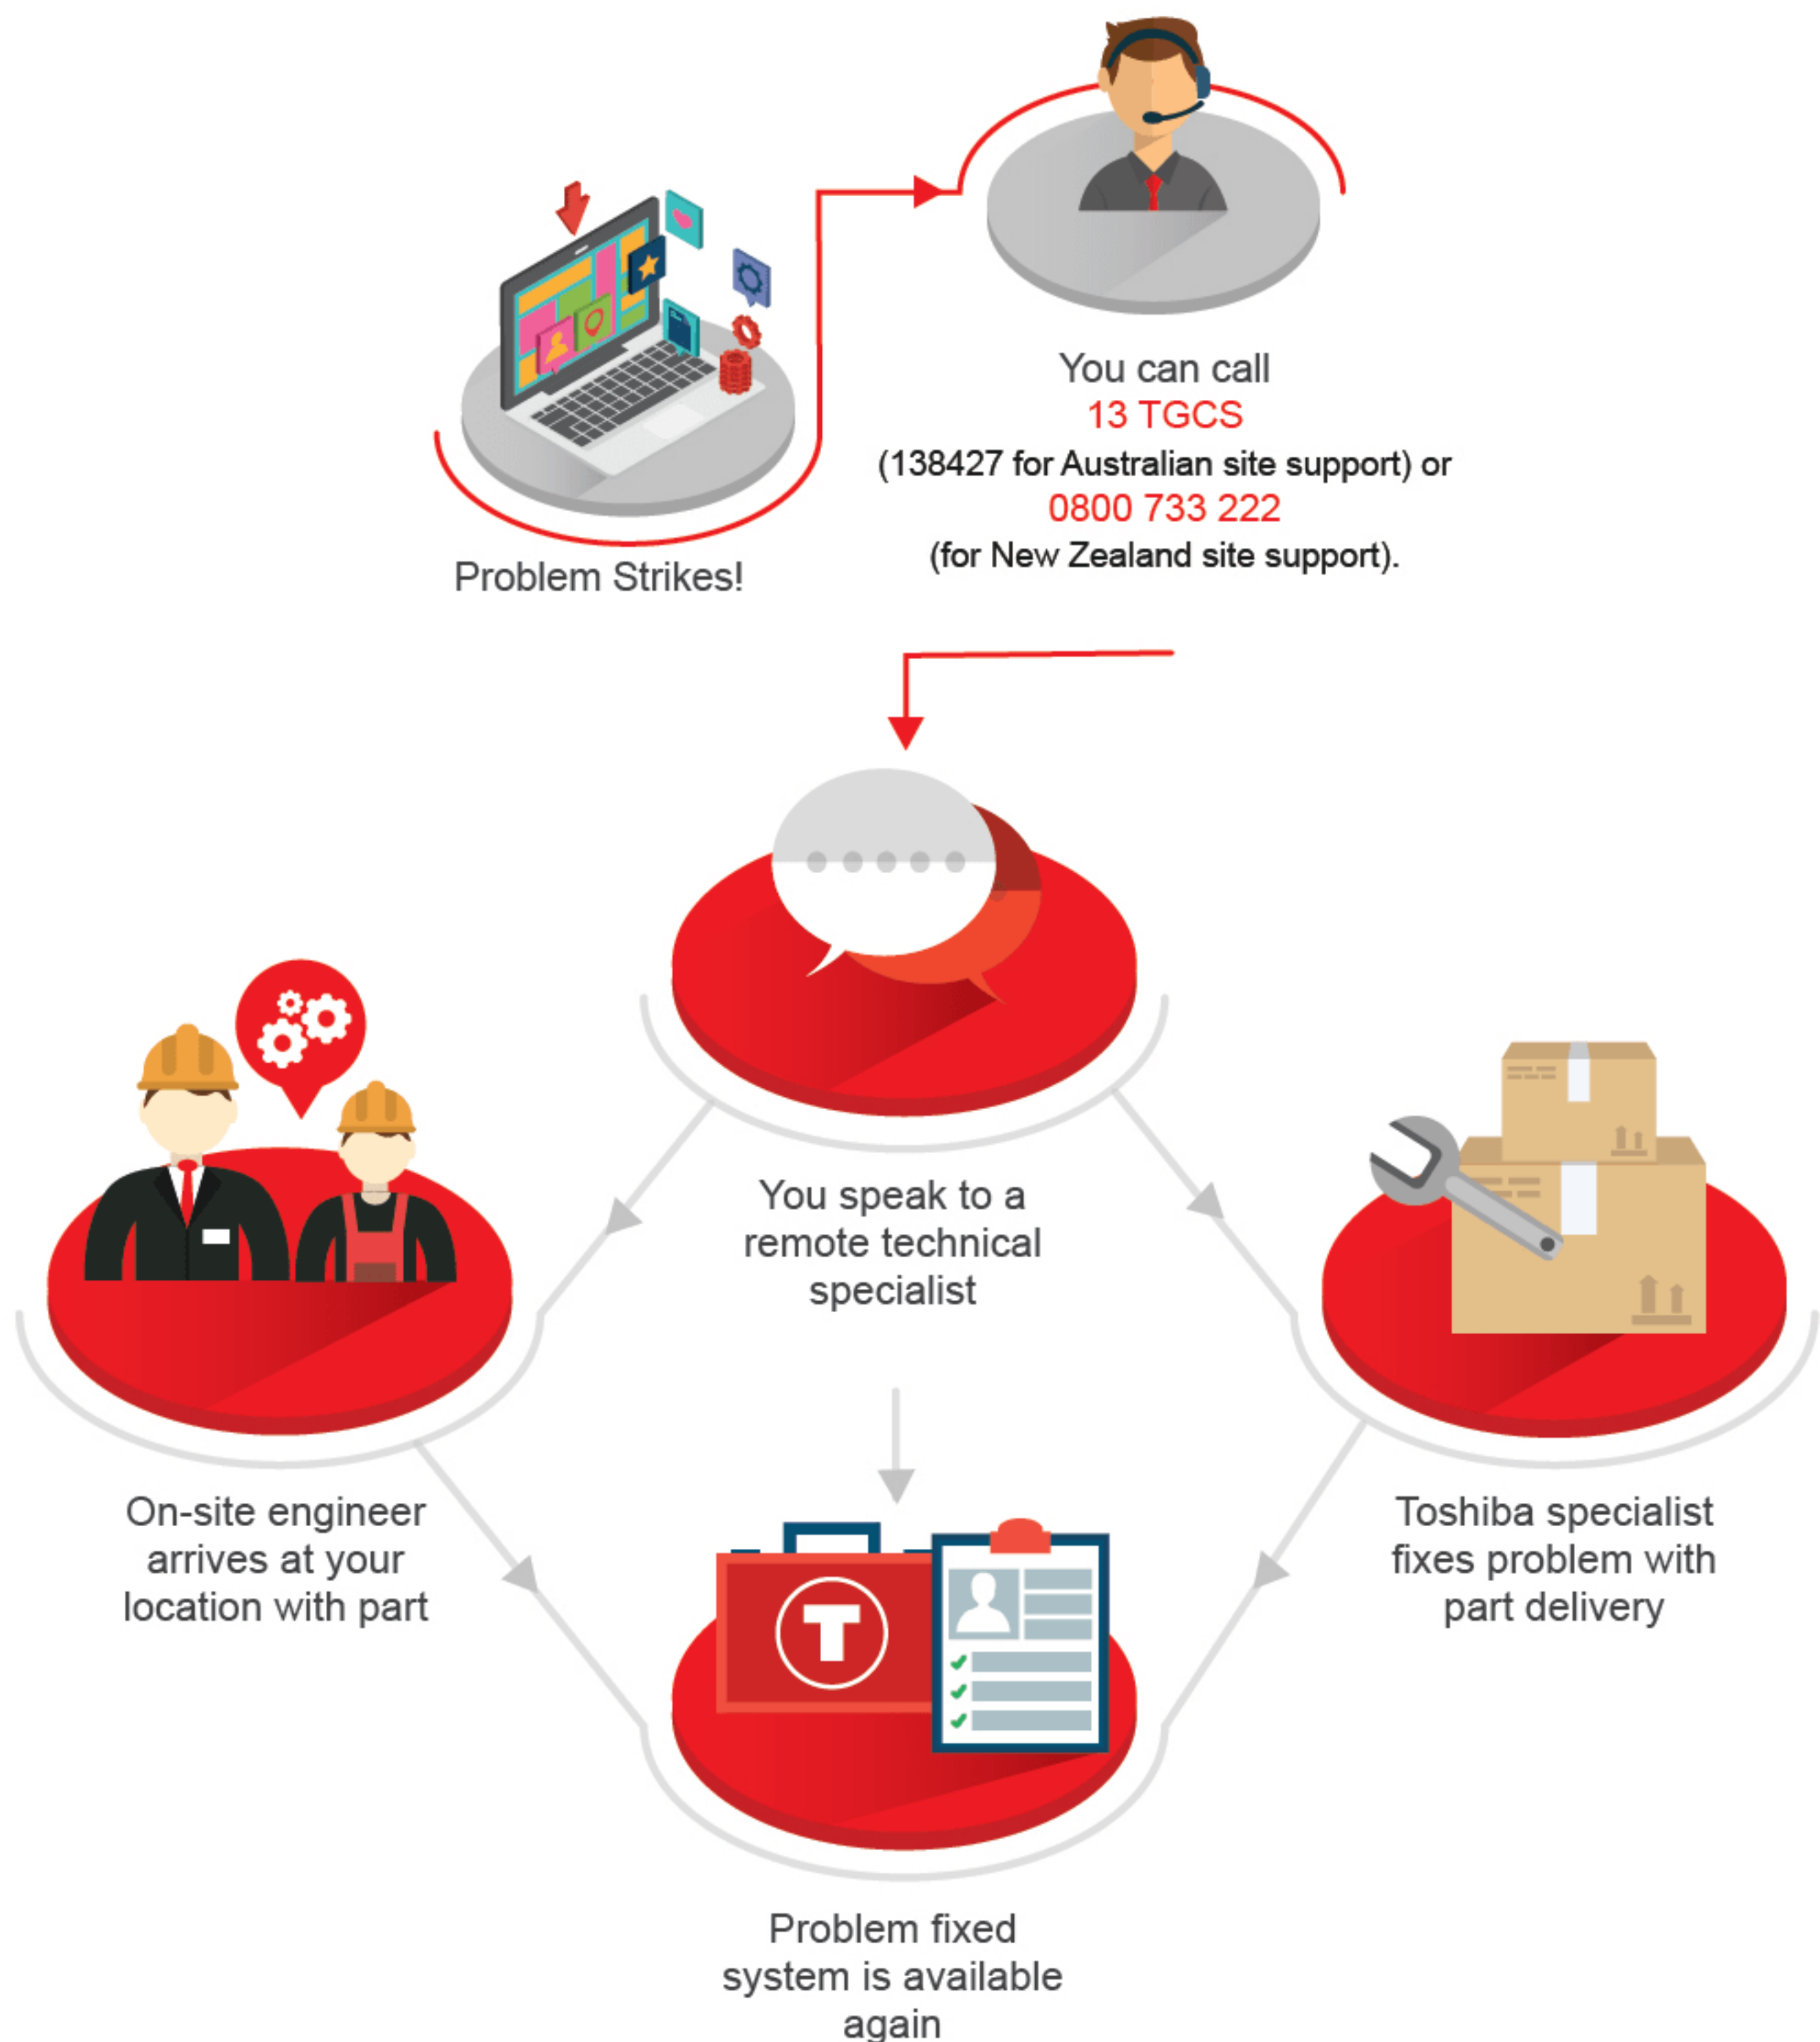 You can call
13 TGCS
(138427 for Australian site support) or
0800 733 222
(for New Zealand site support).
Problem Strikes!
You speak to a
remote technical
specialist
On-site engineer
arrives at your
location with part
Toshiba specialist
fixes problem with
part delivery
T
Problem fixed
system is available
again